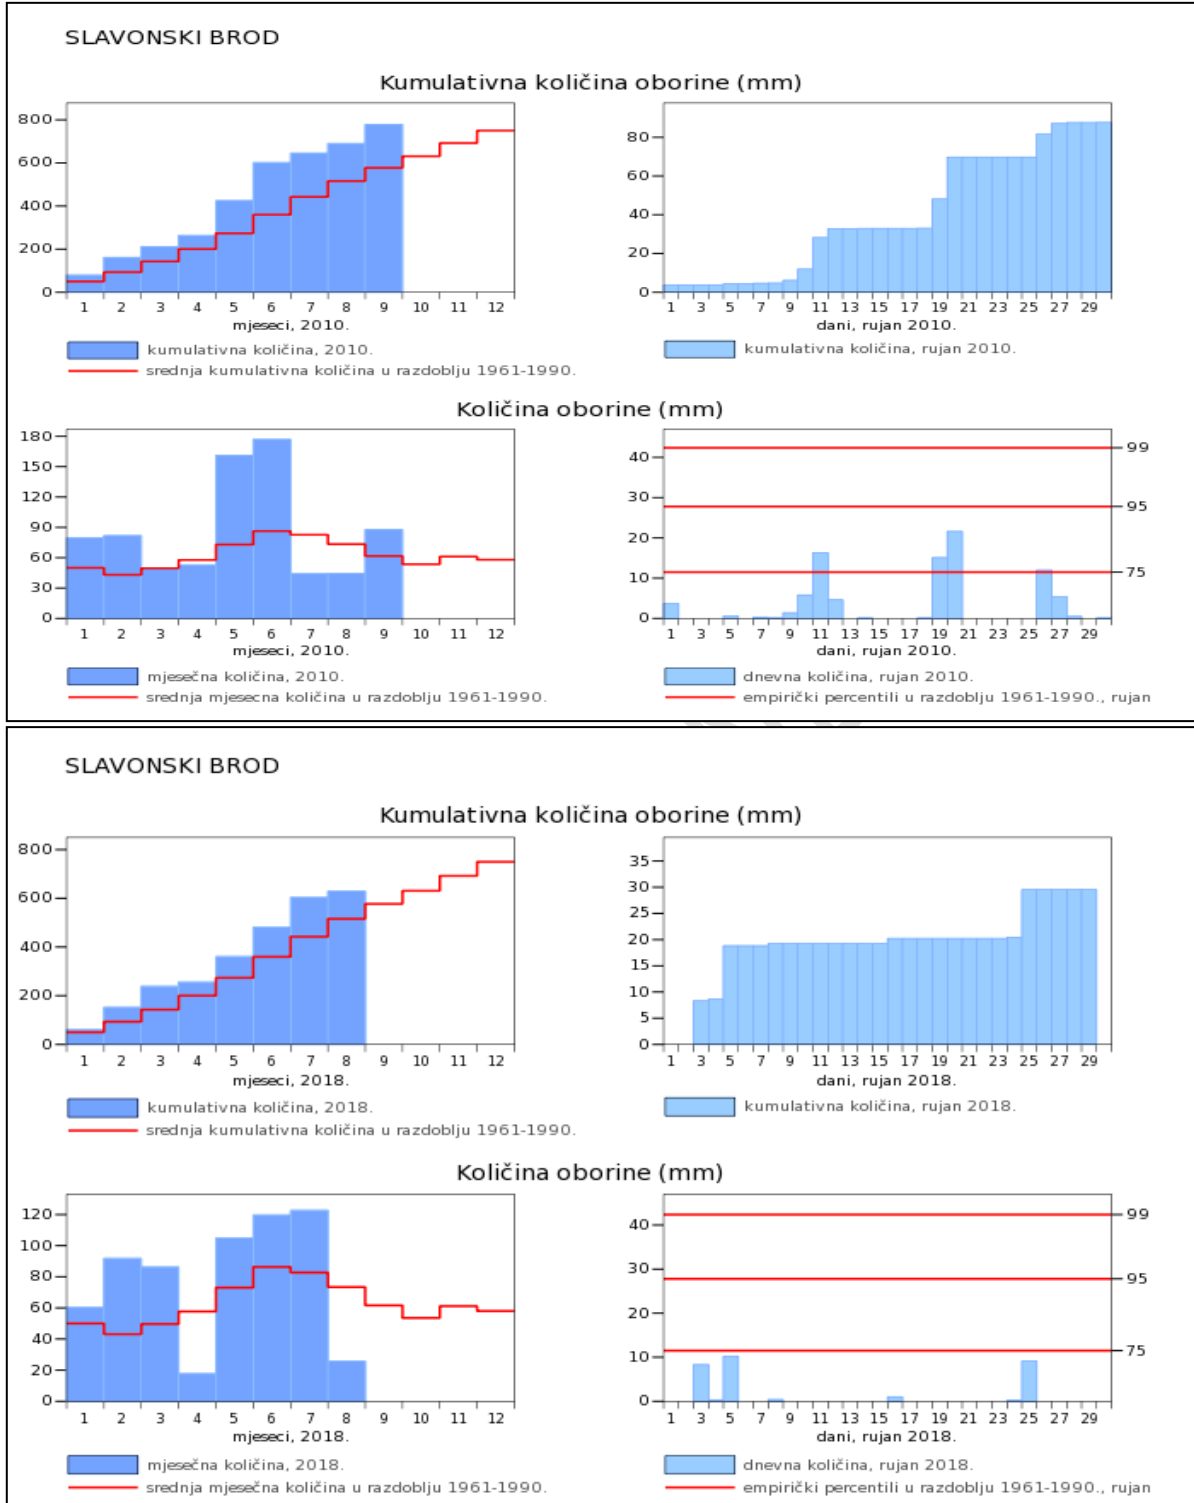 SLAVONSKI BROD
Kumulativna količina oborine (mm)
800
600
400
200
0
1 2 3 4 5 6 7 8 9 10 11 12
mjeseci, 2010.
kumulativna količina, 2010.
srednja kumulativna količina u razdoblju 1961-1990.
80
60
40
20
0
1 3 5 7 9 11 13 15 17 19 21 23 25 27 29
dani, rujan 2010.
kumulativna količina, rujan 2010.
Količina oborine (mm)
180
150
120
90
60
30
0
1 2 3 4 5 6 7 8 9 10 11 12
mjeseci, 2010.
mjesečna količina, 2010.
srednja mjesecna količina u razdoblju 1961-1990.
40
30
20
10
0
99
95
75
1 3 5 7 9 11 13 15 17 19 21 23 25 27 29
dani, rujan 2010.
dnevna količina, rujan 2010.
empirički percentili u razdoblju 1961-1990., rujan
SLAVONSKI BROD
Kumulativna količina oborine (mm)
800
600
400
200
0
1 2 3 4 5 6 7 8 9 10 11 12
mjeseci, 2018.
kumulativna količina, 2018.
srednja kumulativna količina u razdoblju 1961-1990.
35
30
25
20
15
10
5
0
1 3 5 7 9 11 13 15 17 19 21 23 25 27 29
dani, rujan 2018.
kumulativna količina, rujan 2018.
Količina oborine (mm)
120
100
80
60
40
20
0
1 2 3 4 5 6 7 8 9 10 11 12
mjeseci, 2018.
mjesečna količina, 2018.
srednja mjesečna količina u razdoblju 1961-1990.
40
30
20
10
0
99
95
75
1 3 5 7 9 11 13 15 17 19 21 23 25 27 29
dani, rujan 2018.
dnevna količina, rujan 2018.
empirički percentili u razdoblju 1961-1990., rujan